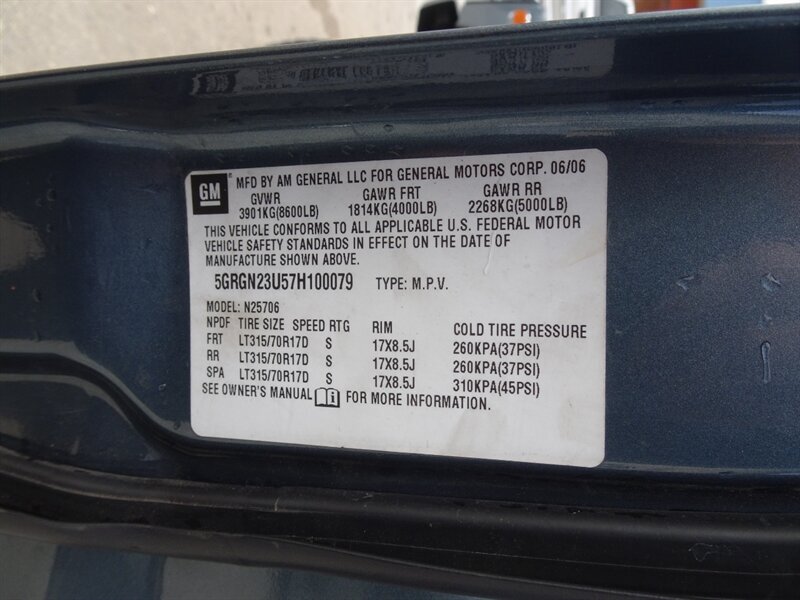 GM
MFD BY AM GENERAL LLC FOR GENERAL MOTORS CORP. 06/06
GVWR GAWR FRT GAWR RR
3901KG(8600LB) 1814KG(4000LB) 2268KG(5000LB)
THIS VEHICLE CONFORMS TO ALL APPLICABLE U.S. FEDERAL MOTOR
VEHICLE SAFETY STANDARDS IN EFFECT ON THE DATE OF
MANUFACTURE SHOWN ABOVE.
5GRGN23U57H100079 TYPE: M.P.V.
MODEL: N25706
NPDF TIRE SIZE SPEED RTG RIM COLD TIRE PRESSURE
FRT LT315/70R17D S 17X8.5J 260KPA(37PSI)
RR LT315/70R17D S 17X8.5J 260KPA(37PSI)
SPA LT315/70R17D S 17X8.5J 310KPA(45PSI)
SEE OWNER'S MANUAL FOR MORE INFORMATION.